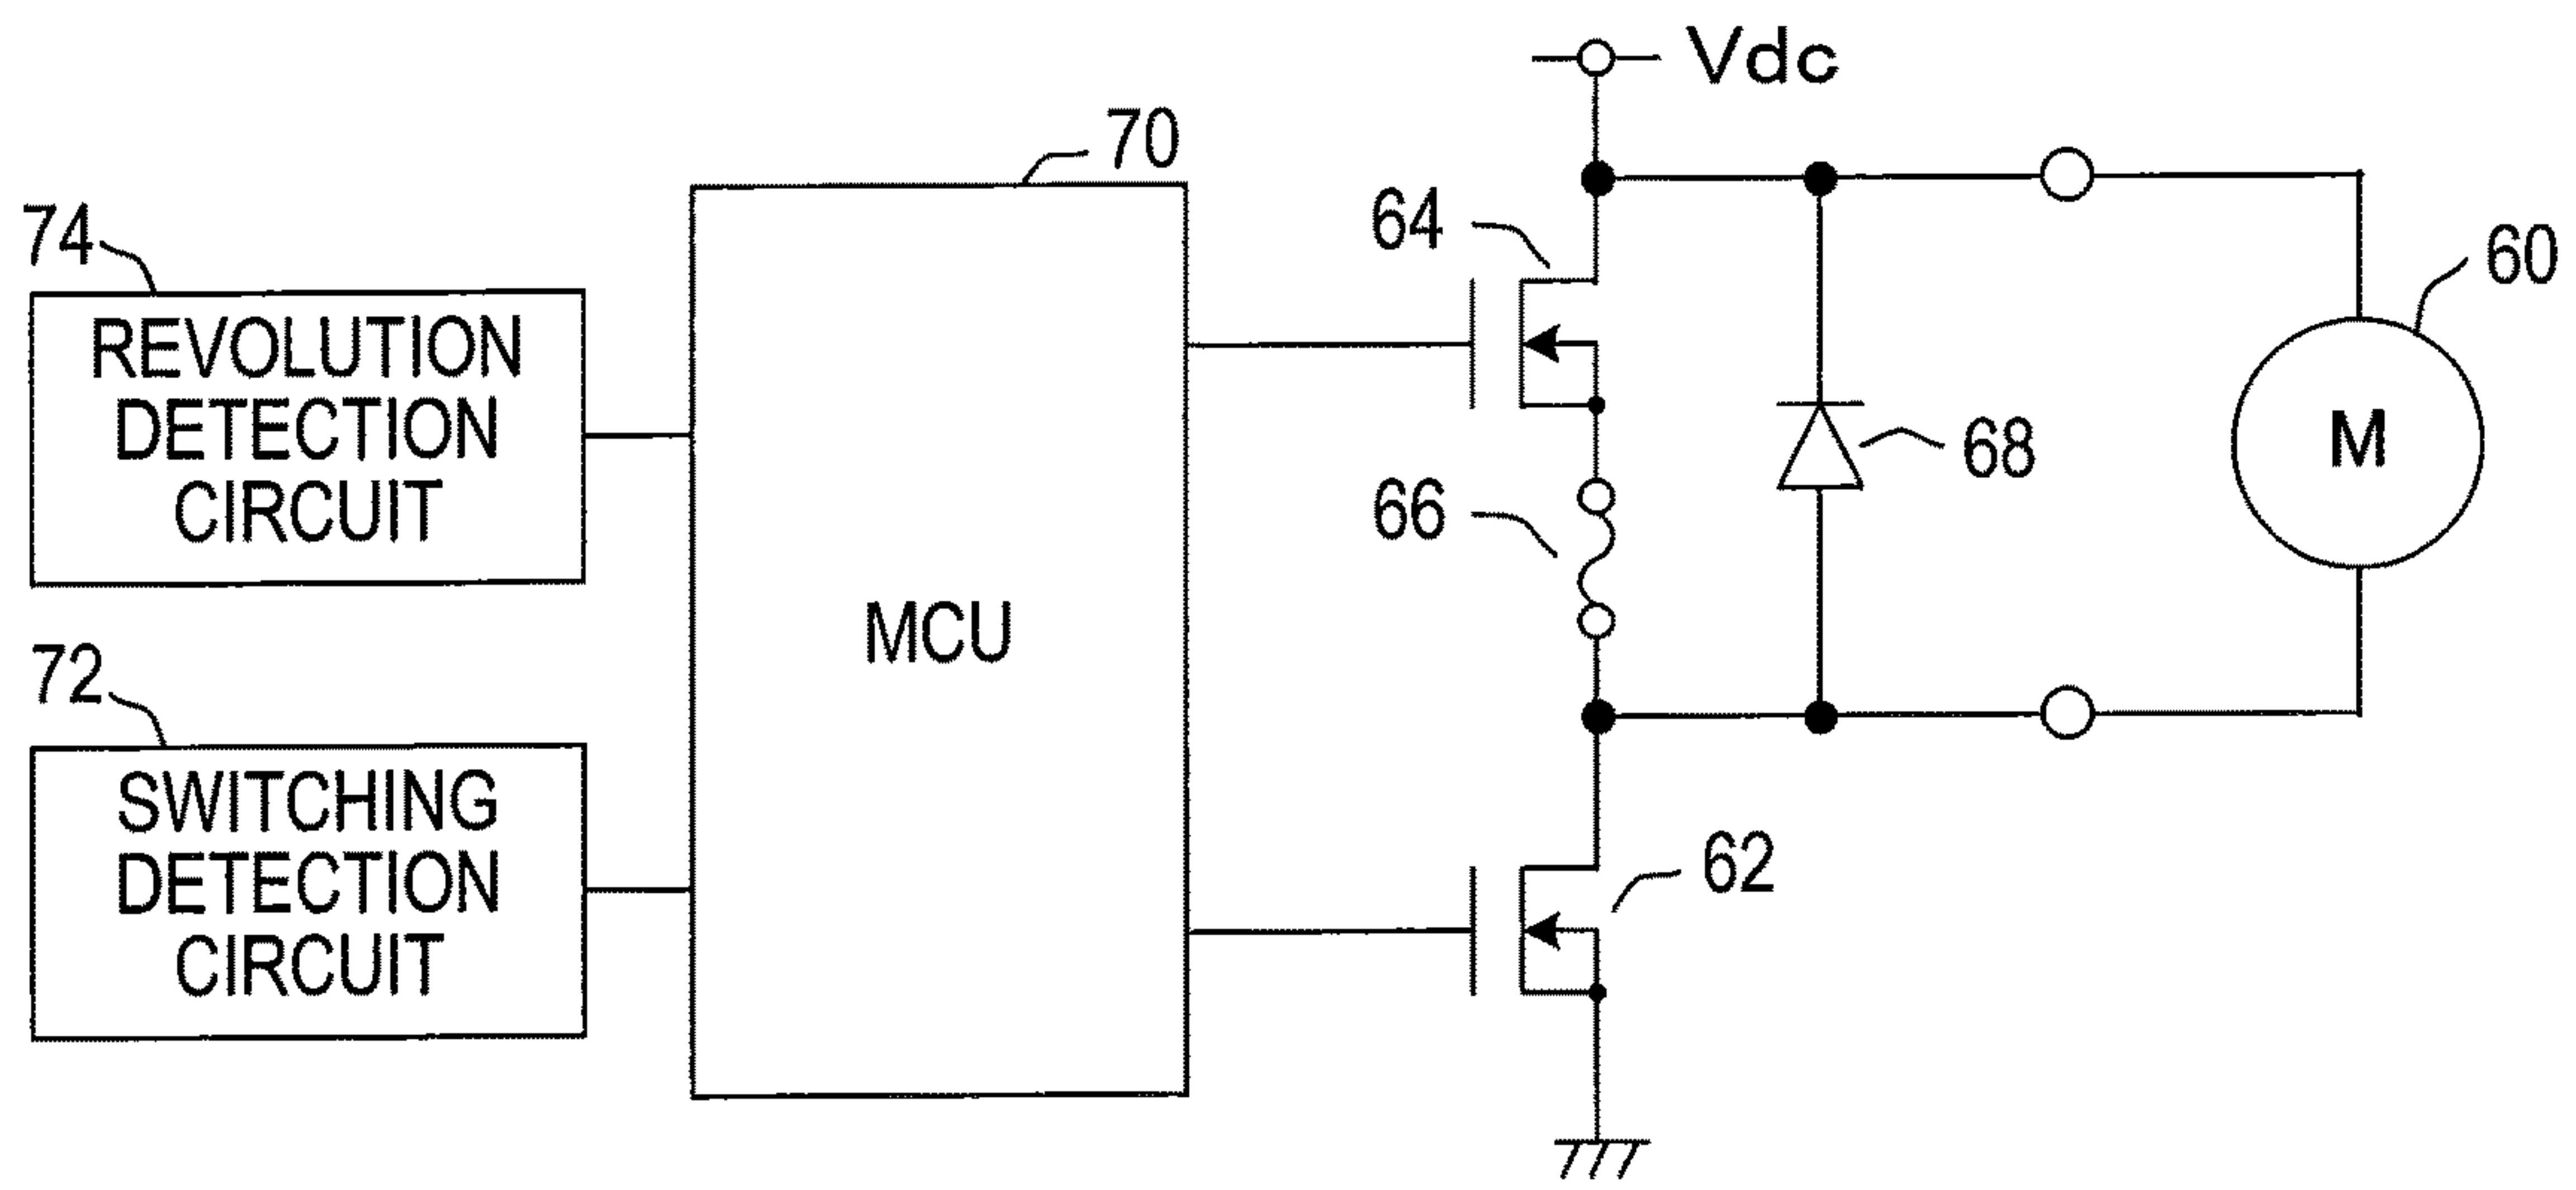 Vdc
70
64
74
60
REVOLUTION
DETECTION
CIRCUIT
M
68
66
MCU
72
SWITCHING
DETECTION
CIRCUIT
62